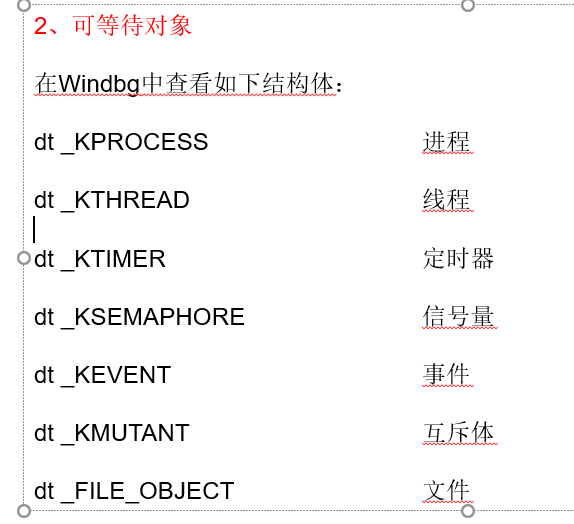 2、可等待对象
在Windbg中查看如下结构体：
dt _KPROCESS 进程
dt _KTHREAD 线程
dt _KTIMER 定时器
dt _KSEMAPHORE 信号量
dt _KEVENT 事件
dt _KMUTANT 互斥体
dt _FILE_OBJECT 文件